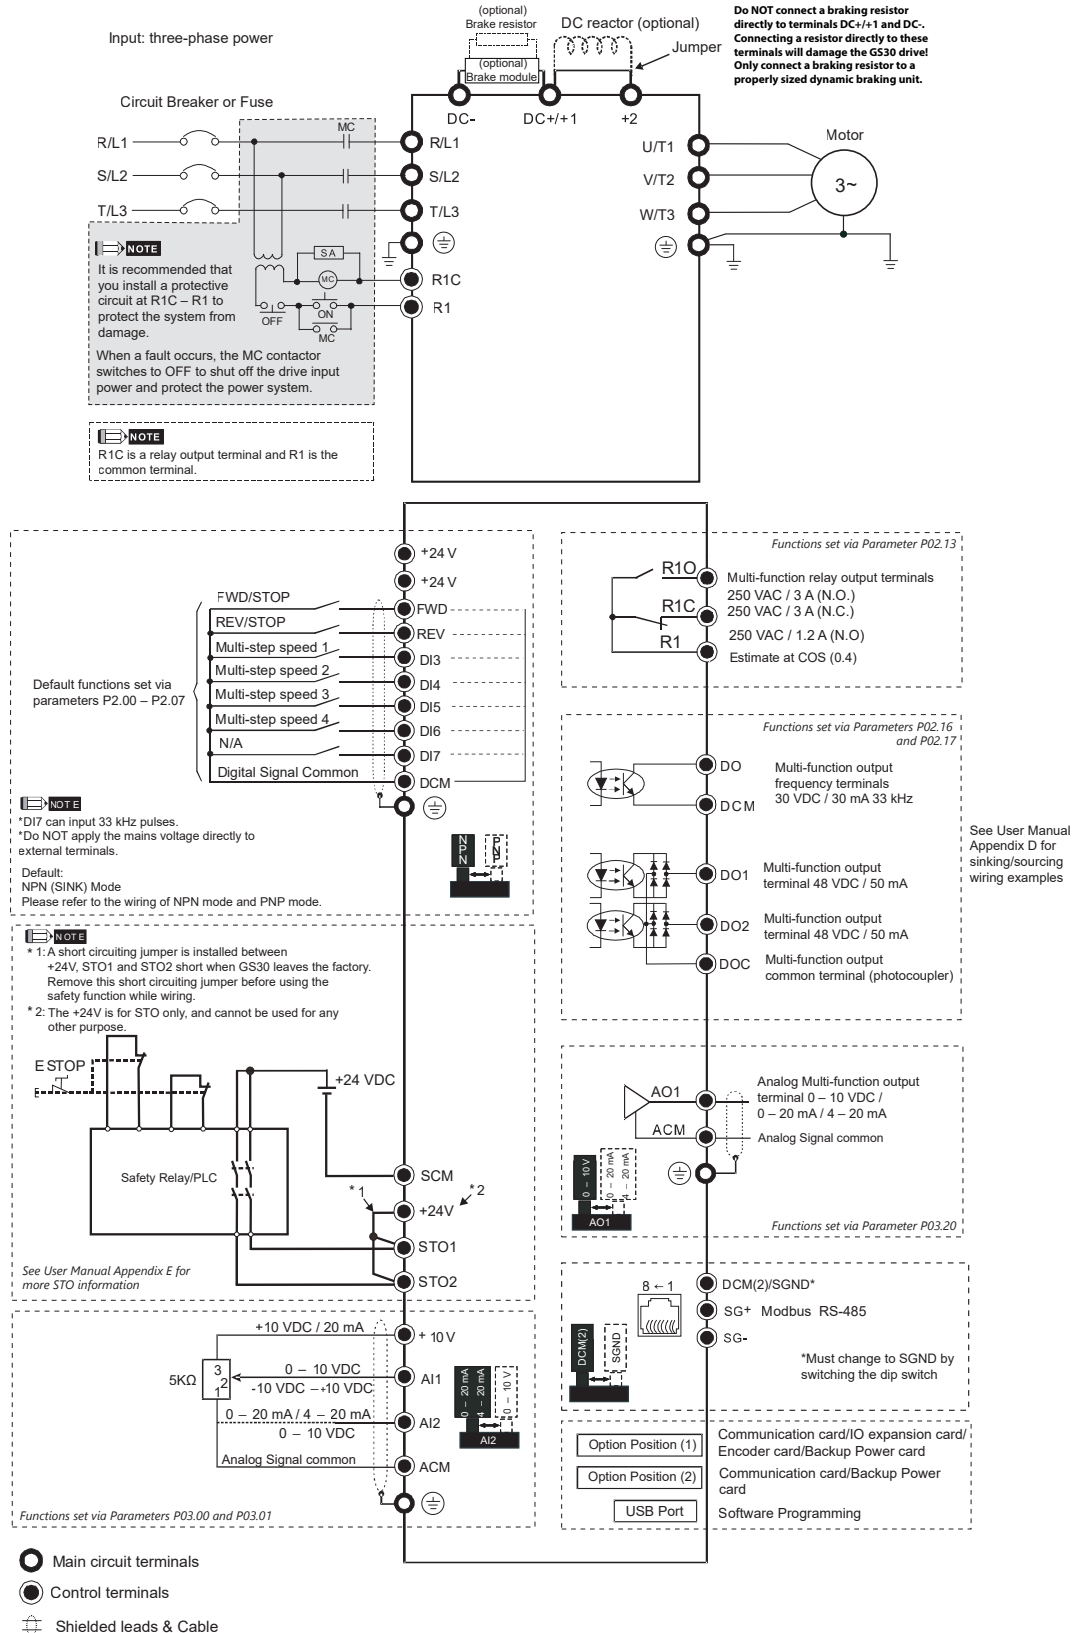 (optional)
Brake resistor
(optional)
Brake module
DC reactor (optional)
Jumper
Do NOT connect a braking resistor
directly to terminals DC+/+1 and DC-.
Connecting a resistor directly to these
terminals will damage the GS30 drive!
Only connect a braking resistor to a
properly sized dynamic braking unit.
Input: three-phase power
Circuit Breaker or Fuse
DC-
DC+/+1
+2
MC
R/L1
R/L1
S/L2
S/L2
T/L3
T/L3
U/T1
V/T2
W/T3
Motor
3~
NOTE
It is recommended that
you install a protective
circuit at R1C – R1 to
protect the system from
damage.
When a fault occurs, the MC contactor
switches to OFF to shut off the drive input
power and protect the power system.
SA
MC
R1C
OFF
ON
MC
R1
NOTE
R1C is a relay output terminal and R1 is the
common terminal.
+24 V
+24 V
FWD/STOP
FWD
REV/STOP
REV
Multi-step speed 1
DI3
Multi-step speed 2
DI4
Multi-step speed 3
DI5
Multi-step speed 4
DI6
N/A
DI7
Digital Signal Common
DCM
Default functions set via
parameters P2.00 – P2.07
NOTE
*DI7 can input 33 kHz pulses.
*Do NOT apply the mains voltage directly to
external terminals.
Default:
NPN (SINK) Mode
Please refer to the wiring of NPN mode and PNP mode.
NPN
PNP
Functions set via Parameter P02.13
R1O
R1C
R1
Multi-function relay output terminals
250 VAC / 3 A (N.O.)
250 VAC / 3 A (N.C.)
250 VAC / 1.2 A (N.O)
Estimate at COS (0.4)
Functions set via Parameters P02.16
and P02.17
DO
DCM
Multi-function output
frequency terminals
30 VDC / 30 mA 33 kHz
DO1
Multi-function output
terminal 48 VDC / 50 mA
DO2
Multi-function output
terminal 48 VDC / 50 mA
DOC
Multi-function output
common terminal (photocoupler)
See User Manual
Appendix D for
sinking/sourcing
wiring examples
NOTE
* 1: A short circuiting jumper is installed between
+24V, STO1 and STO2 short when GS30 leaves the factory.
Remove this short circuiting jumper before using the
safety function while wiring.
* 2: The +24V is for STO only, and cannot be used for any
other purpose.
E STOP
+24 VDC
Safety Relay/PLC
SCM
* 1
* 2
+24V
STO1
STO2
See User Manual Appendix E for
more STO information
AO1
ACM
Analog Multi-function output
terminal 0 – 10 VDC /
0 – 20 mA / 4 – 20 mA
Analog Signal common
0 – 10 V
0 – 20 mA
4 – 20 mA
AO1
Functions set via Parameter P03.20
8 ←1
DCM(2)/SGND*
SG+ Modbus RS-485
SG-
DCM(2)
SGND
*Must change to SGND by
switching the dip switch
+10 VDC / 20 mA
+ 10 V
5KΩ
3
2
1
0 – 10 VDC
-10 VDC –+10 VDC
AI1
0 – 20 mA / 4 – 20 mA
0 – 10 VDC
AI2
Analog Signal common
ACM
0 – 20 mA
4 – 20 mA
0 – 10 V
AI2
Functions set via Parameters P03.00 and P03.01
Option Position (1)
Communication card/IO expansion card/
Encoder card/Backup Power card
Option Position (2)
Communication card/Backup Power
card
USB Port
Software Programming
Main circuit terminals
Control terminals
Shielded leads & Cable